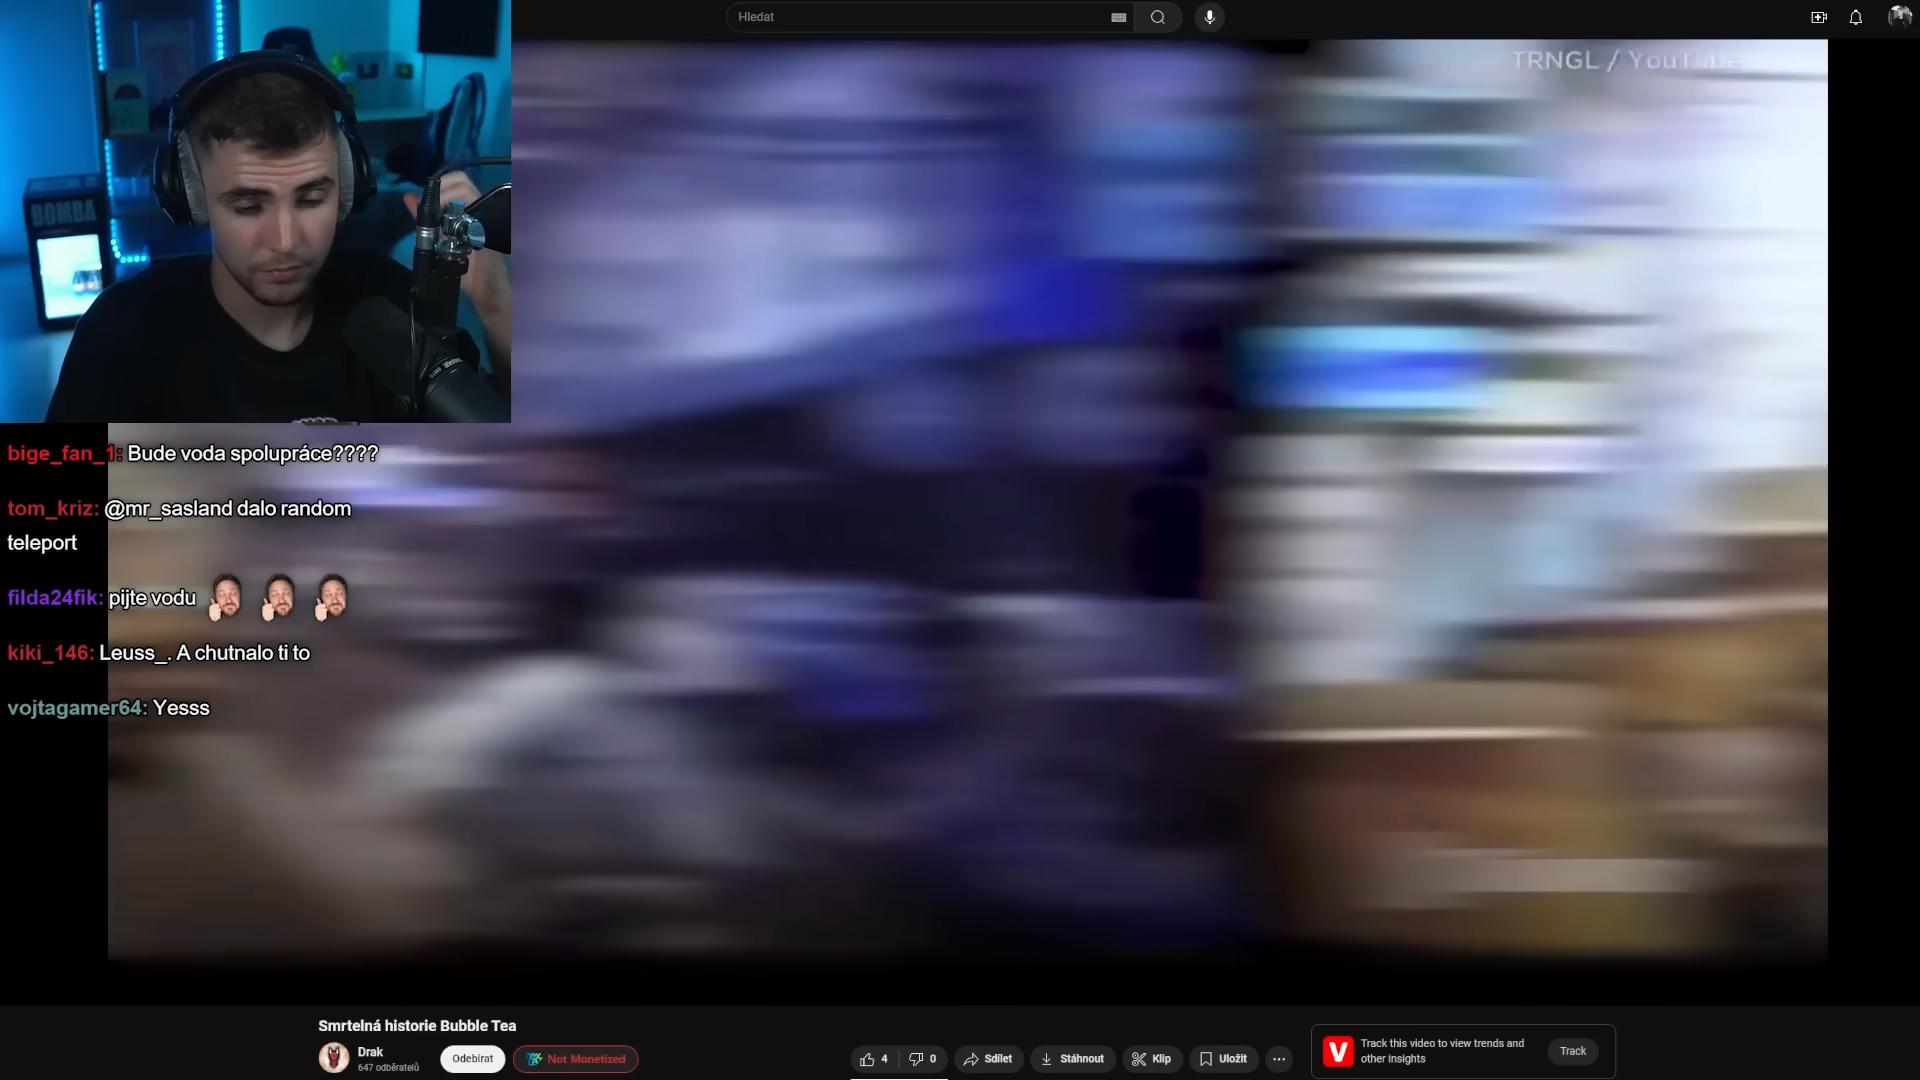 Hledat
TRNGL / YouTube
BOMBA
bige_fan_1: Bude voda spolupráce????
tom_kriz: @mr_sasland dalo random
teleport
filda24fik: pijte vodu
kiki_146: Leuss_. A chutnalo ti to
vojtagamer64: Yesss
Smrtelná historie Bubble Tea
Drak
647 odběratelů
Odebírat
Not Monetized
4
0
Sdílet
Stáhnout
Klip
Uložit
Track this video to view trends and
other insights
Track